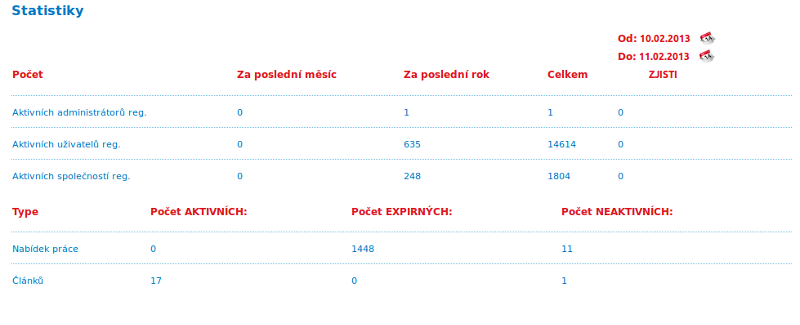 Statistiky
Od: 10.02.2013
Do: 11.02.2013
Počet Za poslední měsíc Za poslední rok Celkem ZJISTI
Aktivních administrátorů reg. 0 1 1 0
Aktivních uživatelů reg. 0 635 14614 0
Aktivních společností reg. 0 248 1804 0
Type Počet AKTIVNÍCH: Počet EXPIRNÝCH: Počet NEAKTIVNÍCH:
Nabídek práce 0 1448 11
Článků 17 0 1